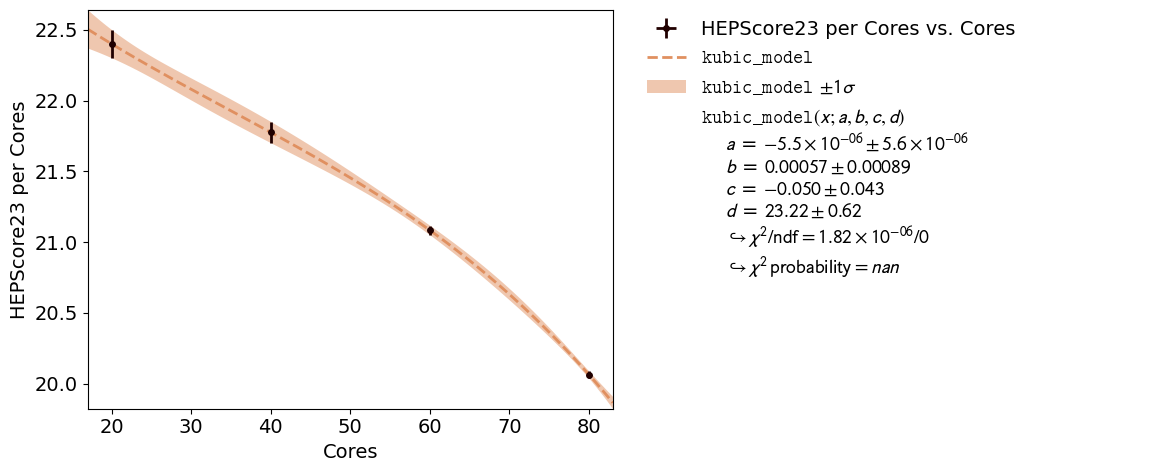 22.5
22.0
21.5
21.0
20.5
20.0
HEPScore23 per Cores
20 30 40 50 60 70 80
Cores
HEPScore23 per Cores vs. Cores
kubic_model
kubic_model ±1σ
kubic_model(x; a, b, c, d)
a = −5.5 × 10⁻⁰⁶ ± 5.6 × 10⁻⁰⁶
b = 0.00057 ± 0.00089
c = −0.050 ± 0.043
d = 23.22 ± 0.62
↪ χ²/ndf = 1.82 × 10⁻⁰⁶/0
↪ χ² probability = nan